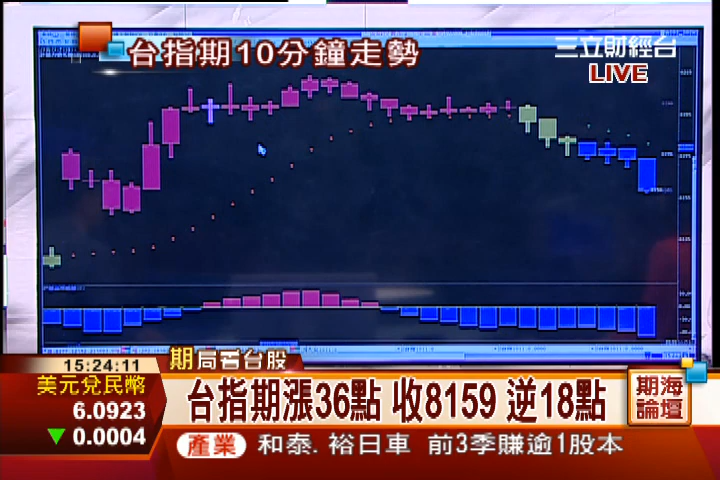 台指期10分鐘走勢
三立財經台
LIVE
15:24:11
期 局看台股
美元兌民幣
6.0923
▼0.0004
台指期漲36點 收8159 逆18點
期海
論壇
產業 和泰.裕日車 前3季賺逾1股本